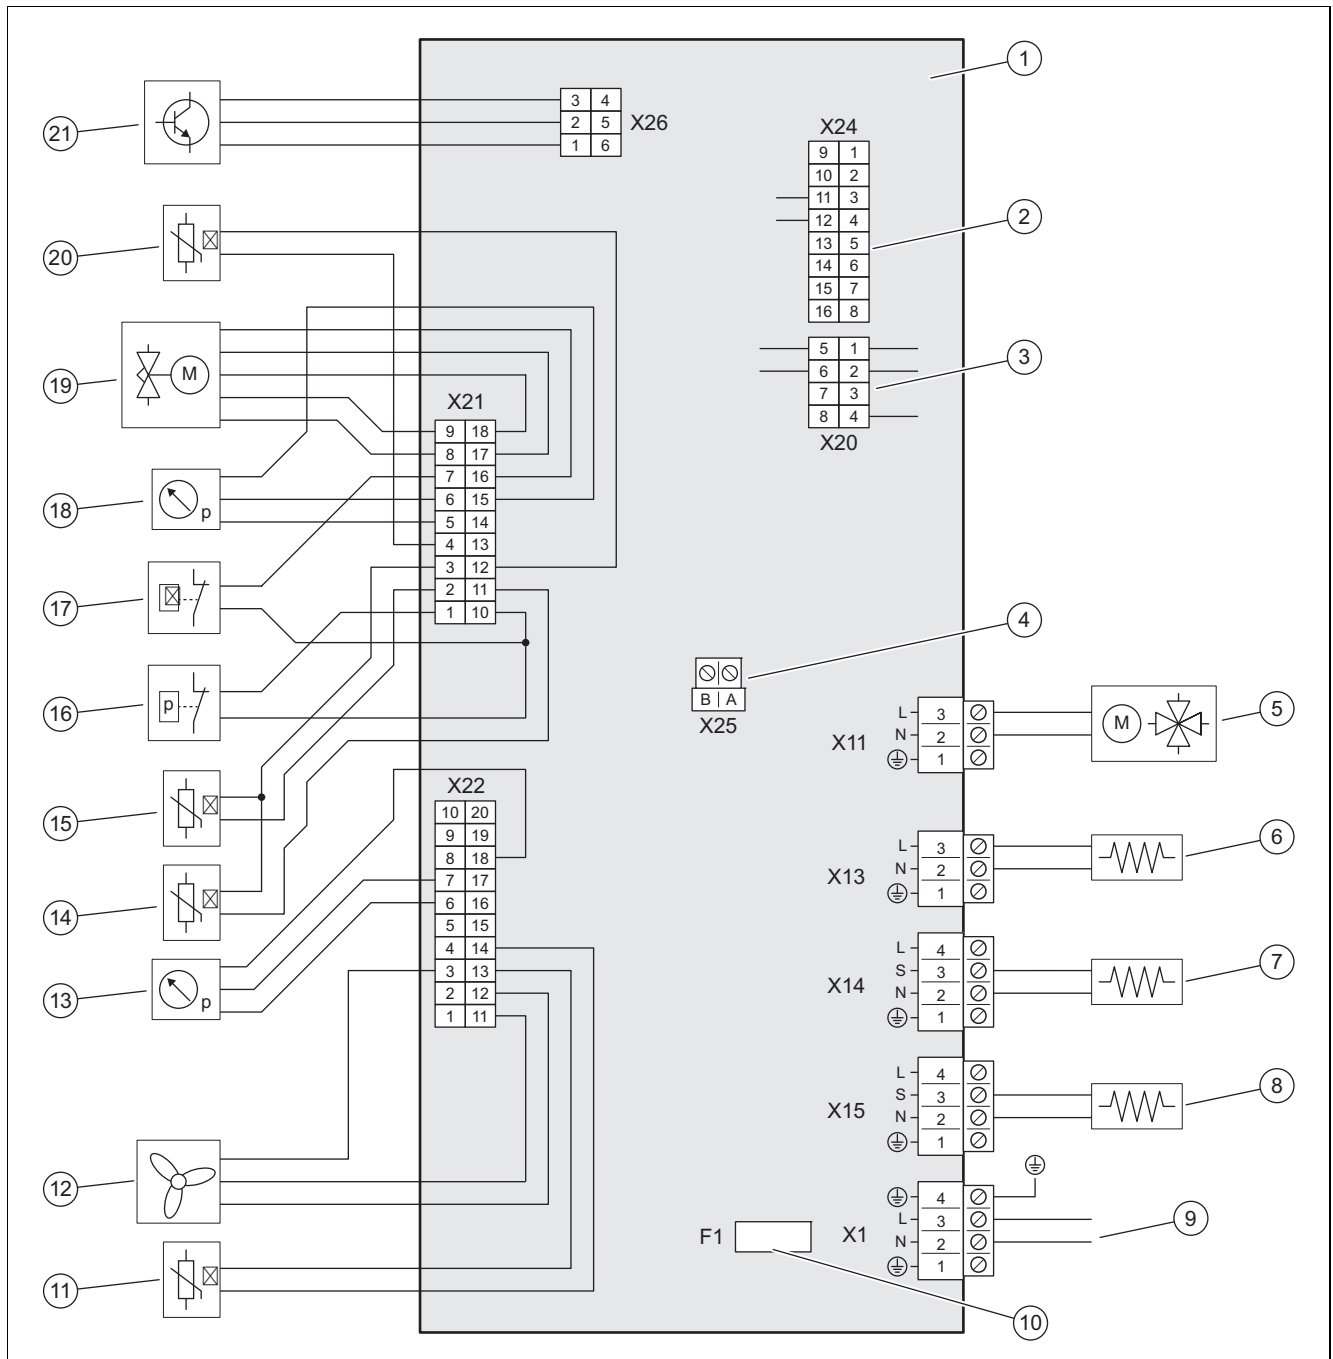 1
21
3 4
2 5
1 6
X26
X24
9 1
10 2
11 3
12 4
13 5
14 6
15 7
16 8
2
20
5 1
6 2
7 3
8 4
X20
3
19
M
X21
9 18
8 17
7 16
6 15
5 14
4 13
3 12
2 11
1 10
18
p
17
16
p
4
B A
X25
X11
L 3
N 2
1
M
5
15
X22
10 20
9 19
8 18
7 17
6 16
5 15
4 14
3 13
2 12
1 11
X13
L 3
N 2
1
6
14
13
p
X14
L 4
S 3
N 2
1
7
X15
L 4
S 3
N 2
1
8
12
F1
X1
4
L 3
N 2
1
9
11
10